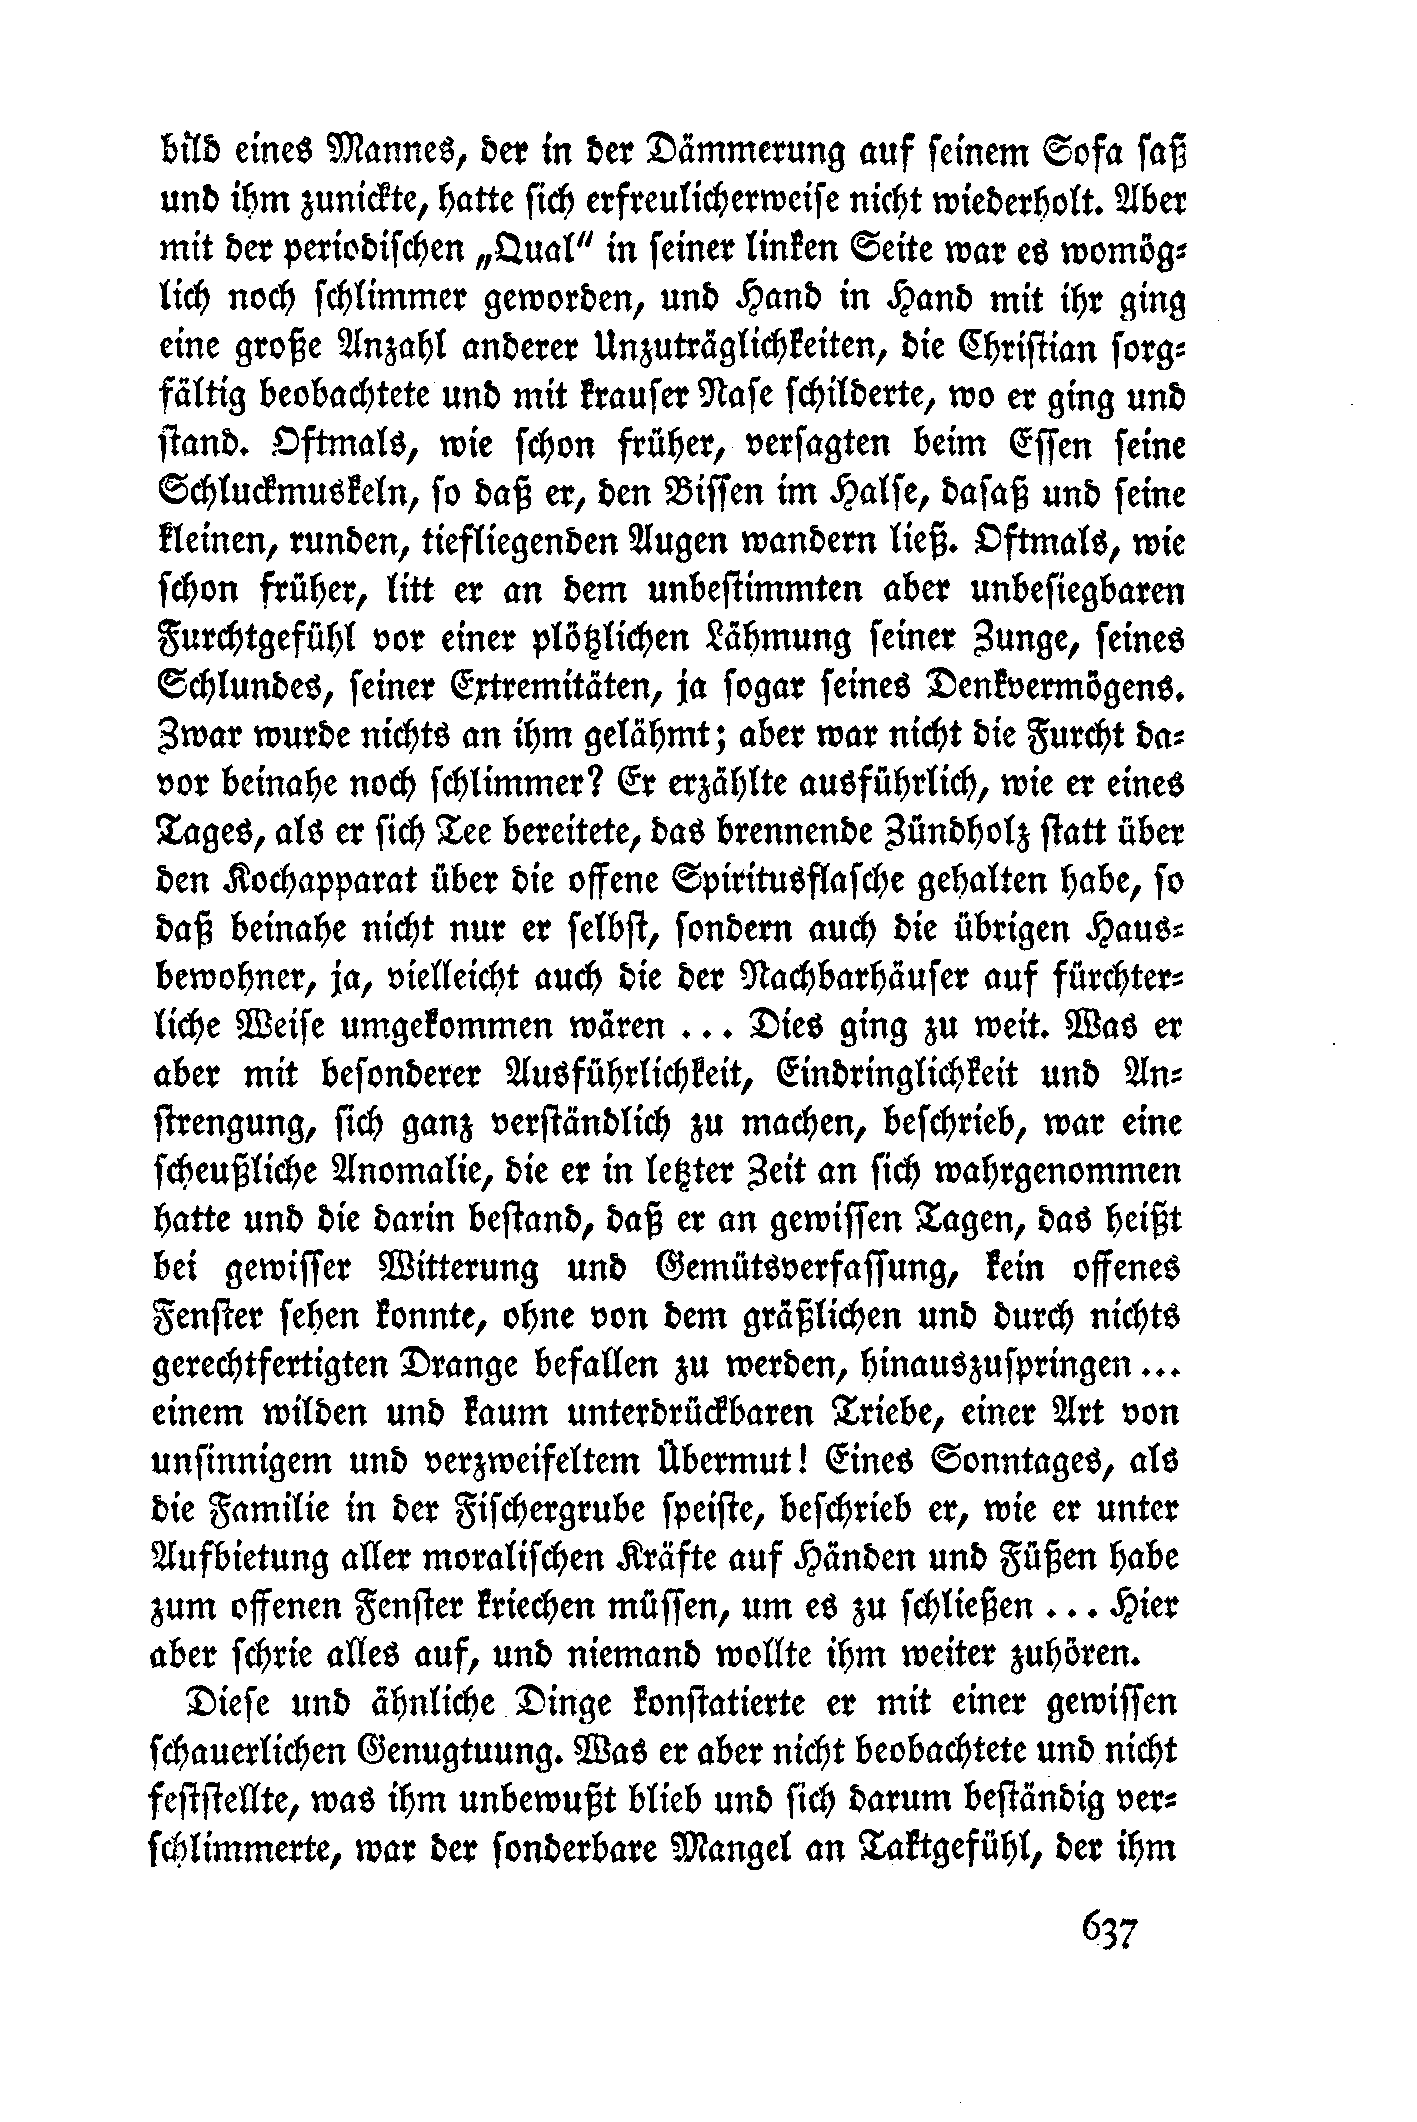 bild eines Mannes, der in der Dämmerung auf seinem Sofa saß
und ihm zunickte, hatte sich erfreulicherweise nicht wiederholt. Aber
mit der periodischen „Qual“ in seiner linken Seite war es womög-
lich noch schlimmer geworden, und Hand in Hand mit ihr ging
eine große Anzahl anderer Unzuträglichkeiten, die Christian sorg-
fältig beobachtete und mit krauser Nase schilderte, wo er ging und
stand. Oftmals, wie schon früher, versagten beim Essen seine
Schluckmuskeln, so daß er, den Bissen im Halse, dasaß und seine
kleinen, runden, tiefliegenden Augen wandern ließ. Oftmals, wie
schon früher, litt er an dem unbestimmten aber unbesiegbaren
Furchtgefühl vor einer plötzlichen Lähmung seiner Zunge, seines
Schlundes, seiner Extremitäten, ja sogar seines Denkvermögens.
Zwar wurde nichts an ihm gelähmt; aber war nicht die Furcht da-
vor beinahe noch schlimmer? Er erzählte ausführlich, wie er eines
Tages, als er sich Tee bereitete, das brennende Zündholz statt über
den Kochapparat über die offene Spiritusflasche gehalten habe, so
daß beinahe nicht nur er selbst, sondern auch die übrigen Haus-
bewohner, ja, vielleicht auch die der Nachbarhäuser auf fürchter-
liche Weise umgekommen wären ... Dies ging zu weit. Was er
aber mit besonderer Ausführlichkeit, Eindringlichkeit und An-
strengung, sich ganz verständlich zu machen, beschrieb, war eine
scheußliche Anomalie, die er in letzter Zeit an sich wahrgenommen
hatte und die darin bestand, daß er an gewissen Tagen, das heißt
bei gewisser Witterung und Gemütsverfassung, kein offenes
Fenster sehen konnte, ohne von dem gräßlichen und durch nichts
gerechtfertigten Drange befallen zu werden, hinauszuspringen ...
einem wilden und kaum unterdrückbaren Triebe, einer Art von
unsinnigem und verzweifeltem Übermut! Eines Sonntages, als
die Familie in der Fischergrube speiste, beschrieb er, wie er unter
Aufbietung aller moralischen Kräfte auf Händen und Füßen habe
zum offenen Fenster kriechen müssen, um es zu schließen ... Hier
aber schrie alles auf, und niemand wollte ihm weiter zuhören.
Diese und ähnliche Dinge konstatierte er mit einer gewissen
schauerlichen Genugtuung. Was er aber nicht beobachtete und nicht
feststellte, was ihm unbewußt blieb und sich darum beständig ver-
schlimmerte, war der sonderbare Mangel an Taktgefühl, der ihm
637